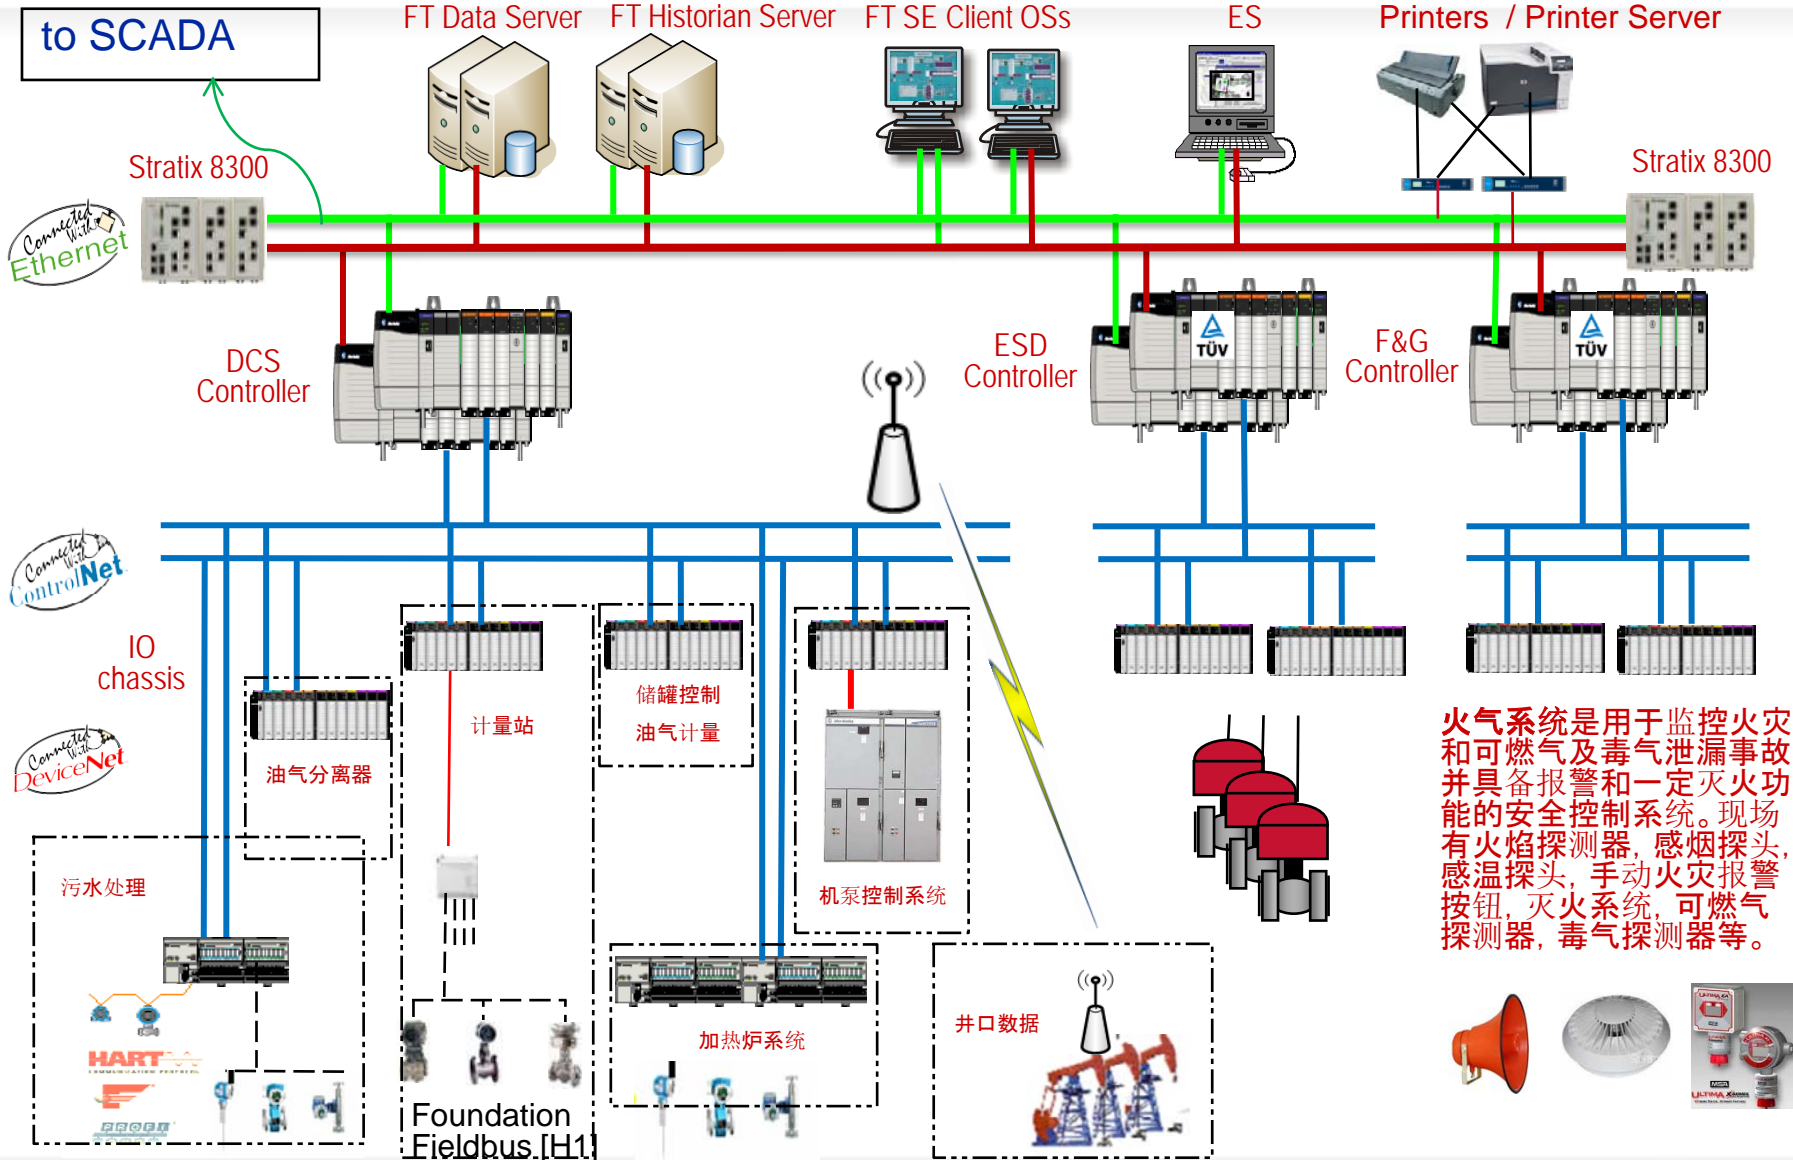 to SCADA
FT Data Server
FT Historian Server
FT SE Client OSs
ES
Printers / Printer Server
Stratix 8300
Stratix 8300
Connected With
Ethernet
DCS
Controller
ESD
Controller
TÜV
F&G
Controller
TÜV
Connected With
ControlNet
IO
chassis
Connected With
DeviceNet
油气分离器
计量站
储罐控制
油气计量
机泵控制系统
污水处理
HART
COMMUNICATION PROTOCOL
PROFI
Foundation
Fieldbus [H1]
加热炉系统
井口数据
火气系统是用于监控火灾
和可燃气及毒气泄漏事故
并具备报警和一定灭火功
能的安全控制系统。现场
有火焰探测器, 感烟探头,
感温探头, 手动火灾报警
按钮, 灭火系统, 可燃气
探测器, 毒气探测器等。
ULTIMA XA
MSA
ULTIMA X